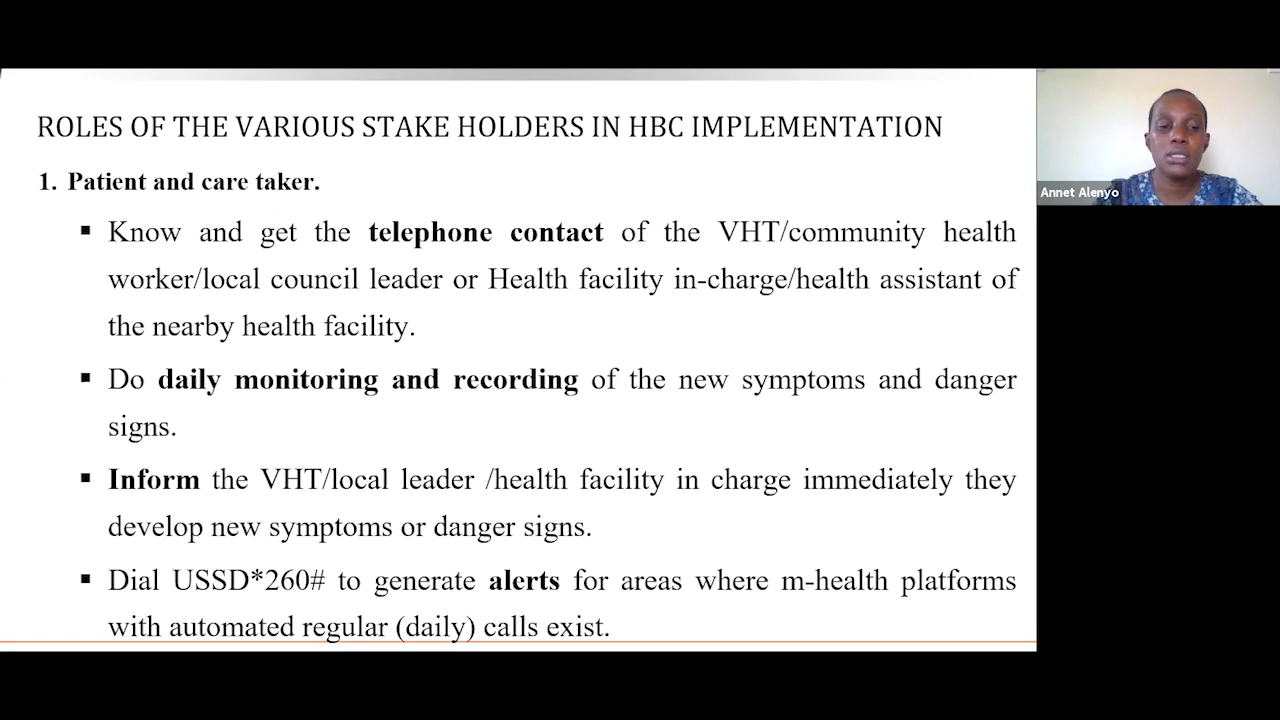 ROLES OF THE VARIOUS STAKE HOLDERS IN HBC IMPLEMENTATION
1. Patient and care taker.
▪ Know and get the telephone contact of the VHT/community health
worker/local council leader or Health facility in-charge/health assistant of
the nearby health facility.
▪ Do daily monitoring and recording of the new symptoms and danger
signs.
▪ Inform the VHT/local leader /health facility in charge immediately they
develop new symptoms or danger signs.
▪ Dial USSD*260# to generate alerts for areas where m-health platforms
with automated regular (daily) calls exist.
Annet Alenyo